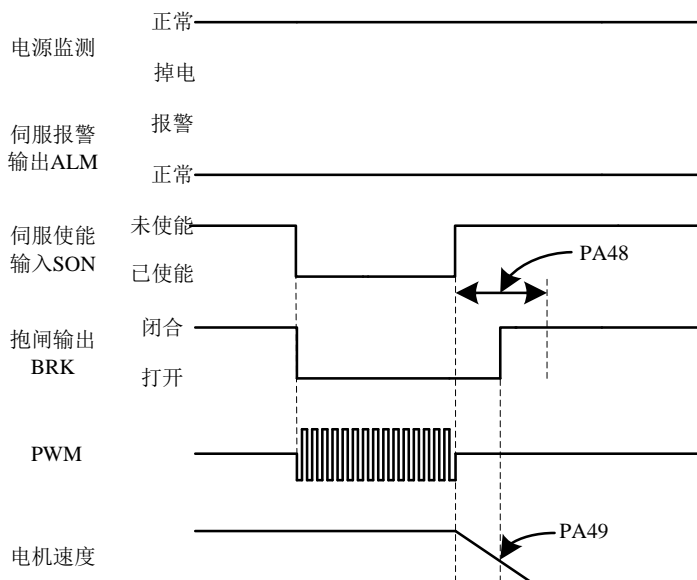 正常
电源监测
掉电
报警
伺服报警
输出ALM
正常
未使能
伺服使能
输入SON
已使能
PA48
闭合
抱闸输出
BRK
打开
PWM
PA49
电机速度